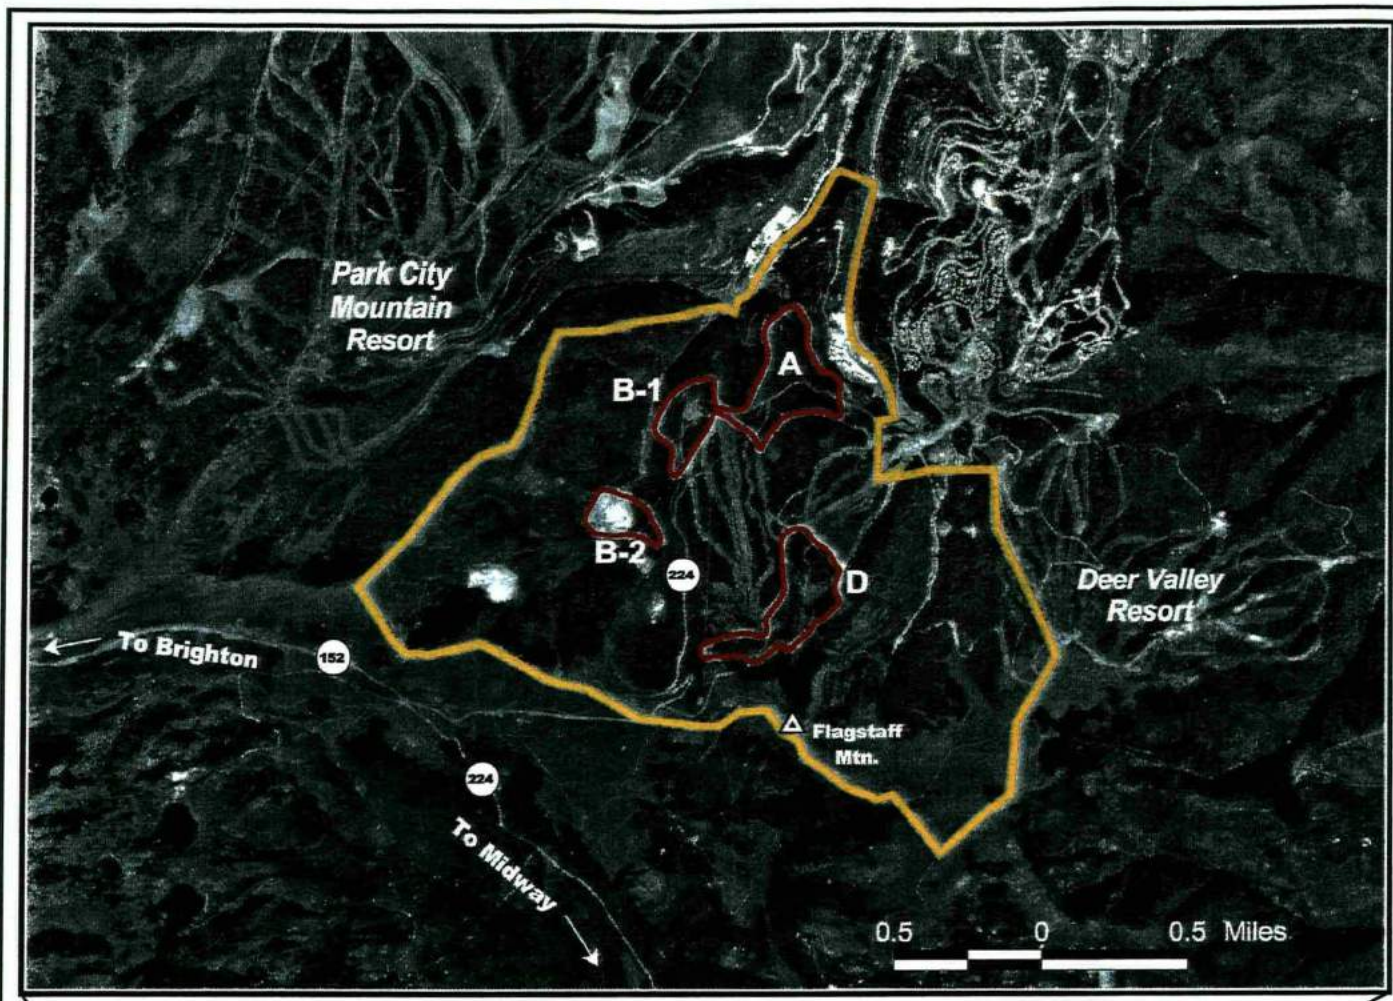 Park City
Mountain
Resort
A
B-1
B-2
224
D
Deer Valley
Resort
To Brighton
152
Flagstaff
Mtn.
224
To Midway
0.5 0 0.5 Miles